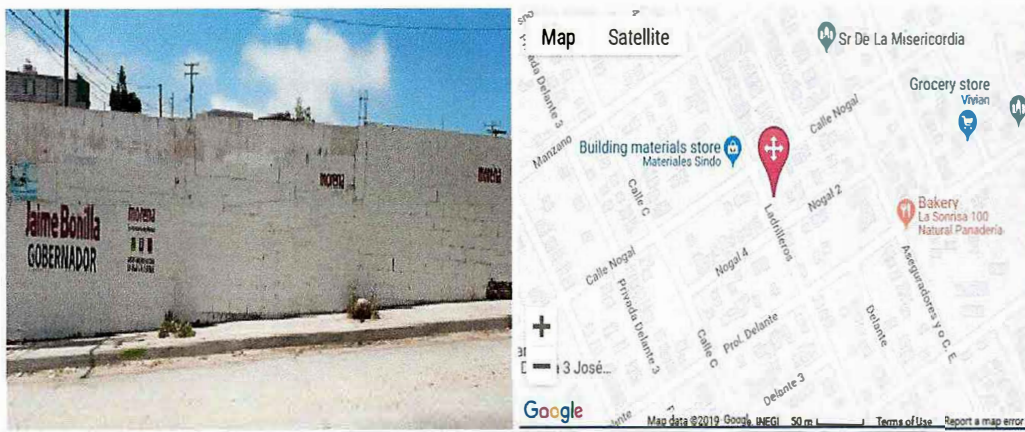 Jaime Bonilla
GOBERNADOR
morena
morena
morena
Map
Satellite
Sr De La Misericordia
Grocery store
Vivian
Building materials store
Materiales Sindo
Bakery
La Sonrisa 100
Natural Panadería
Manzano
Calle C
Calle Nogal
Calle Nogal
Nogal 2
Nogal 4
Ladrilleros
Privada Delante 3
Calle C
Prol. Delante
Delante
Delante 3
Aseguradores y o C. E
3 José...
+
−
Google
Map data ©2019 Google, INEGI
50 m
Terms of Use
Report a map error